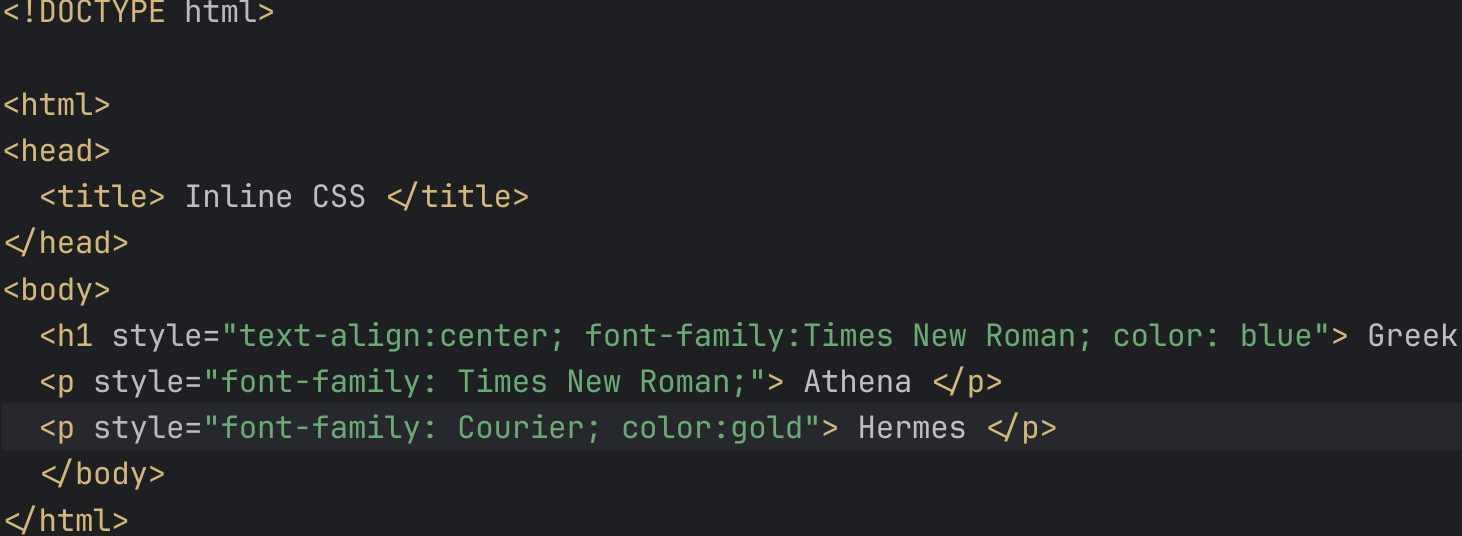 <!DOCTYPE html>
<html>
<head>
<title> Inline CSS </title>
</head>
<body>
<h1 style="text-align:center; font-family:Times New Roman; color: blue"> Greek
<p style="font-family: Times New Roman;"> Athena </p>
<p style="font-family: Courier; color:gold"> Hermes </p>
</body>
</html>